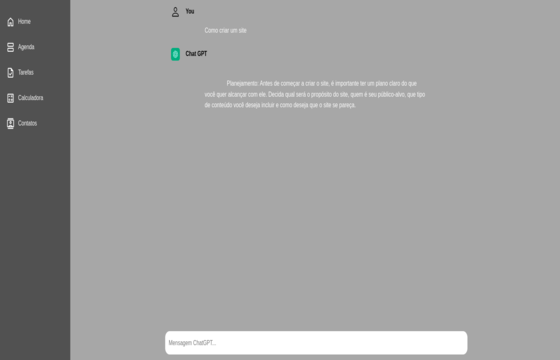 Home
Agenda
Tarefas
Calculadora
Contatos
You
Como criar um site
Chat GPT
Planejamento: Antes de começar a criar o site, é importante ter um plano claro do que
você quer alcançar com ele. Decida qual será o propósito do site, quem é seu público-alvo, que tipo
de conteúdo você deseja incluir e como deseja que o site se pareça.
Mensagem ChatGPT...